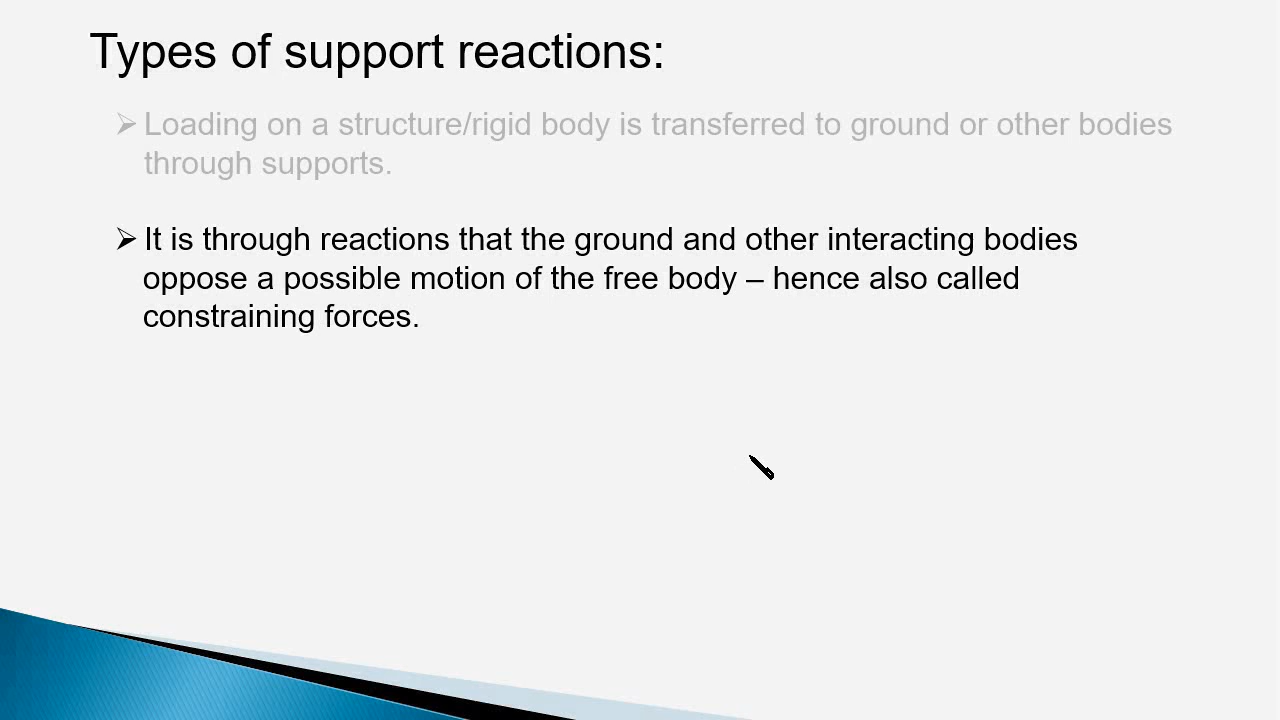 Types of support reactions:
➢ Loading on a structure/rigid body is transferred to ground or other bodies
through supports.
➢ It is through reactions that the ground and other interacting bodies
oppose a possible motion of the free body – hence also called
constraining forces.